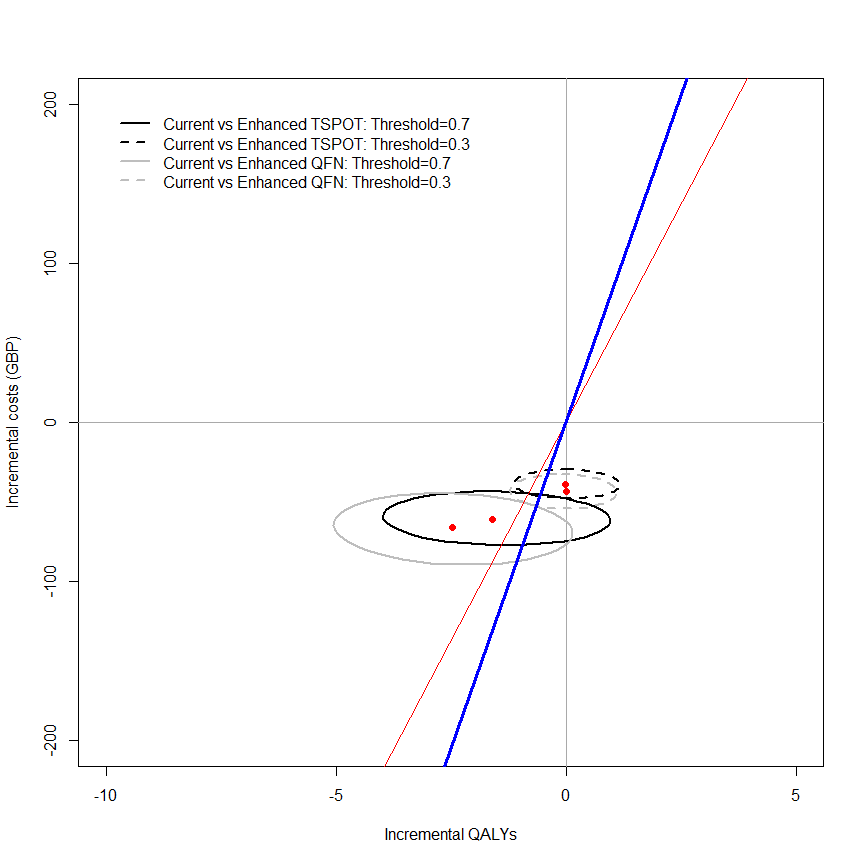 Current vs Enhanced TSPOT: Threshold=0.7
Current vs Enhanced TSPOT: Threshold=0.3
Current vs Enhanced QFN: Threshold=0.7
Current vs Enhanced QFN: Threshold=0.3
200
100
0
-100
-200
Incremental costs (GBP)
-10
-5
0
5
Incremental QALYs